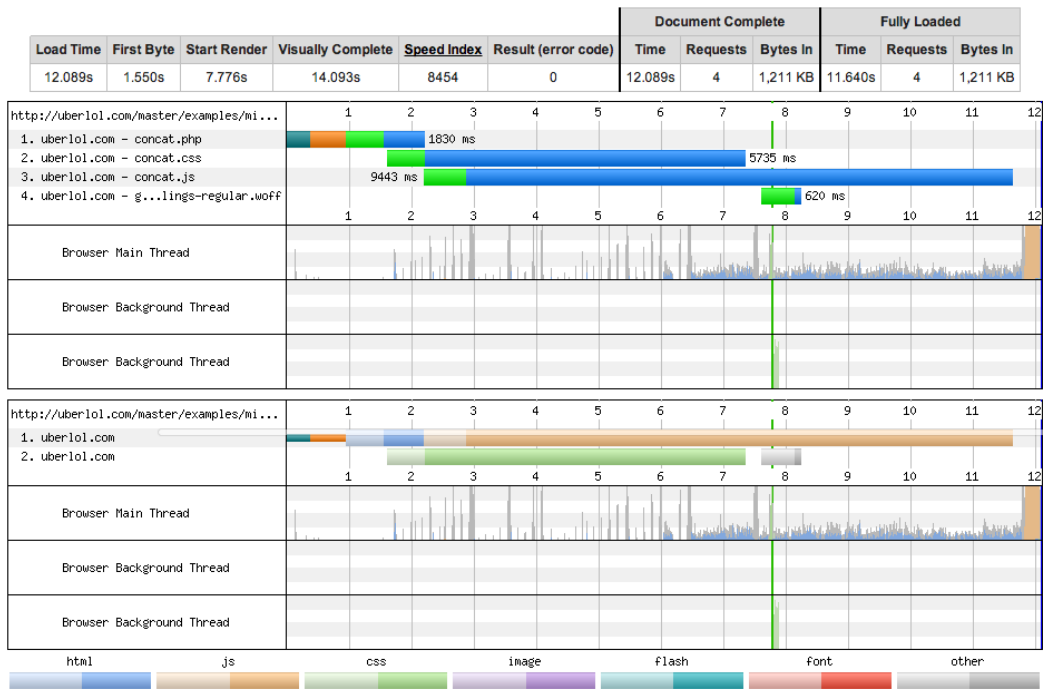 Document Complete Fully Loaded
Load Time First Byte Start Render Visually Complete Speed Index Result (error code) Time Requests Bytes In Time Requests Bytes In
12.089s 1.550s 7.776s 14.093s 8454 0 12.089s 4 1,211 KB 11.640s 4 1,211 KB
http://uberlol.com/master/examples/mi... 1 2 3 4 5 6 7 8 9 10 11 12
1. uberlol.com - concat.php 1830 ms
2. uberlol.com - concat.css 5735 ms
3. uberlol.com - concat.js 9443 ms
4. uberlol.com - g...lings-regular.woff 620 ms
1 2 3 4 5 6 7 8 9 10 11 12
Browser Main Thread
Browser Background Thread
Browser Background Thread
http://uberlol.com/master/examples/mi... 1 2 3 4 5 6 7 8 9 10 11 12
1. uberlol.com
2. uberlol.com
1 2 3 4 5 6 7 8 9 10 11 12
Browser Main Thread
Browser Background Thread
Browser Background Thread
html js css image flash font other